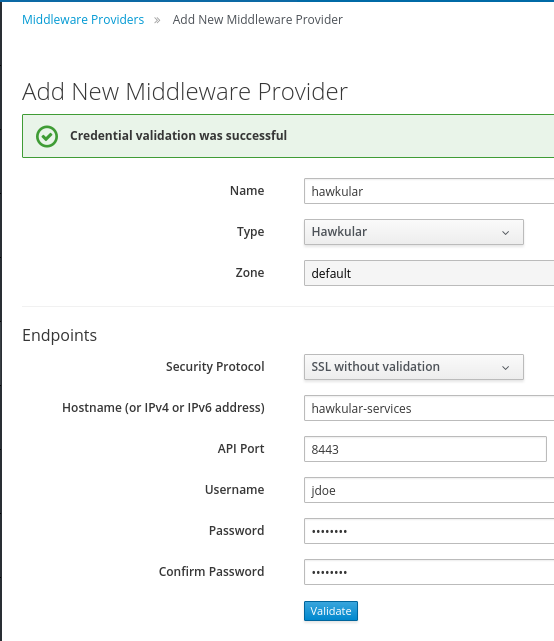 Middleware Providers » Add New Middleware Provider
Add New Middleware Provider
Credential validation was successful
Name hawkular
Type Hawkular
Zone default
Endpoints
Security Protocol SSL without validation
Hostname (or IPv4 or IPv6 address) hawkular-services
API Port 8443
Username jdoe
Password ••••••••
Confirm Password ••••••••
Validate